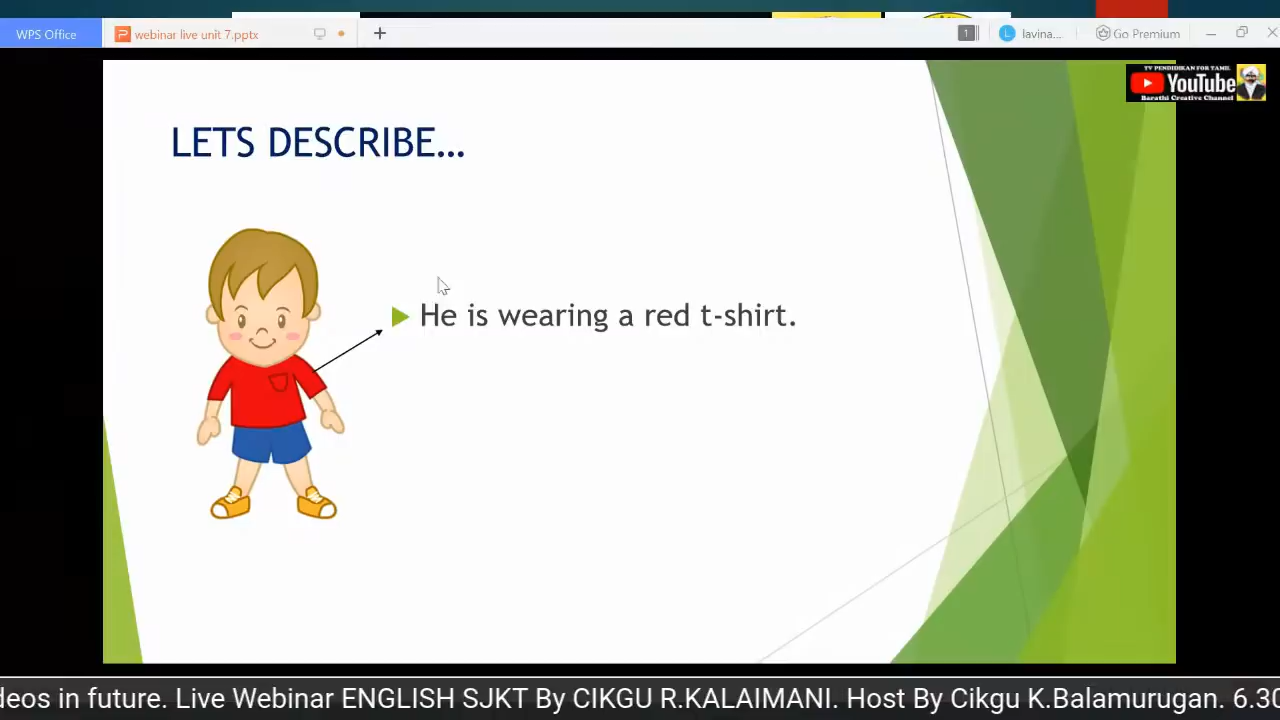 WPS Office
webinar live unit 7.pptx
1
L
lavina...
Go Premium
TV PENDIDIKAN FOR TAMIL
YouTube
Barathi Creative Channel
LETS DESCRIBE...
He is wearing a red t-shirt.
deos in future. Live Webinar ENGLISH SJKT By CIKGU R.KALAIMANI. Host By Cikgu K.Balamurugan. 6.30